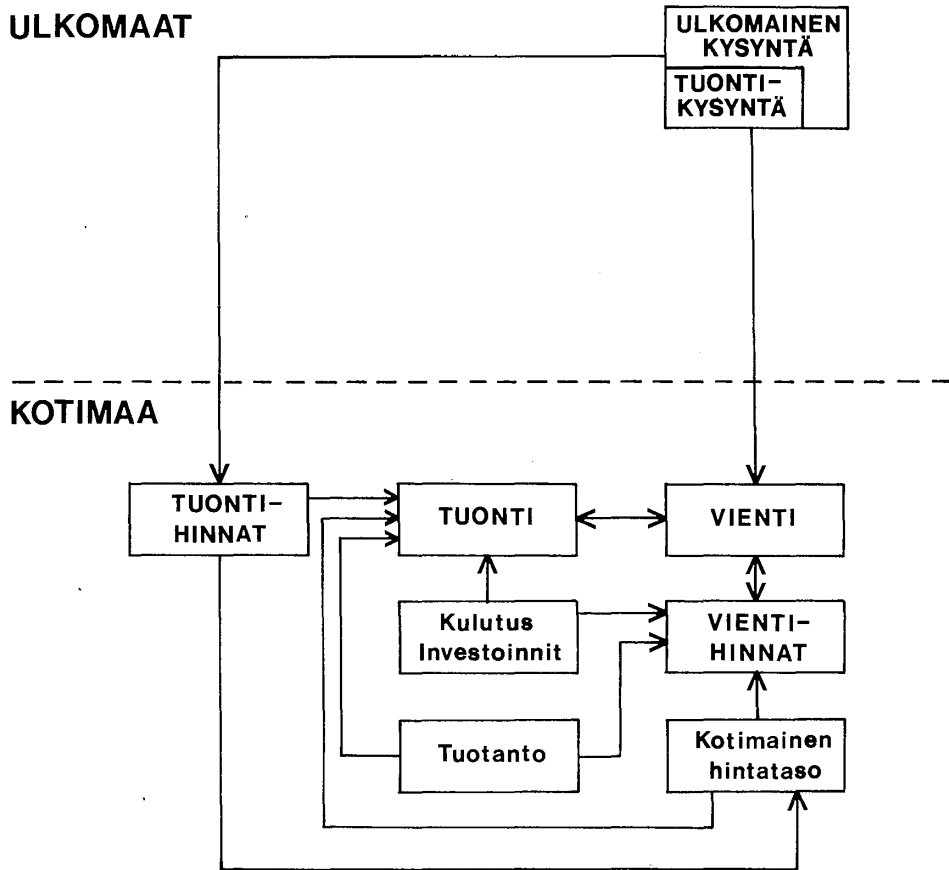 ULKOMAAT
ULKOMAINEN
KYSYNTÄ
TUONTI-
KYSYNTÄ
KOTIMAA
TUONTI-
HINNAT
TUONTI
VIENTI
Kulutus
Investoinnit
VIENTI-
HINNAT
Tuotanto
Kotimainen
hintataso